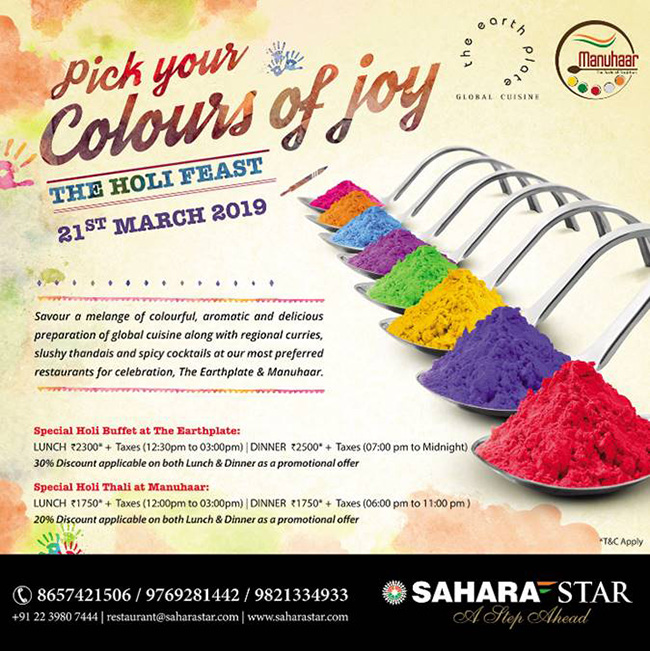 Pick your
Colours of joy
the earth plate
GLOBAL CUISINE
Manuhaar
THE HOLI FEAST
21ST MARCH 2019
Savour a melange of colourful, aromatic and delicious
preparation of global cuisine along with regional curries,
slushy thandais and spicy cocktails at our most preferred
restaurants for celebration, The Earthplate & Manuhaar.
Special Holi Buffet at The Earthplate:
LUNCH ₹2300* + Taxes (12:30pm to 03:00pm) | DINNER ₹2500* + Taxes (07:00 pm to Midnight)
30% Discount applicable on both Lunch & Dinner as a promotional offer
Special Holi Thali at Manuhaar:
LUNCH ₹1750* + Taxes (12:00pm to 03:00pm) | DINNER ₹1750* + Taxes (06:00 pm to 11:00 pm )
20% Discount applicable on both Lunch & Dinner as a promotional offer
*T&C Apply
8657421506 / 9769281442 / 9821334933
+91 22 3980 7444 | restaurant@saharastar.com | www.saharastar.com
SAHARA STAR
A Step Ahead